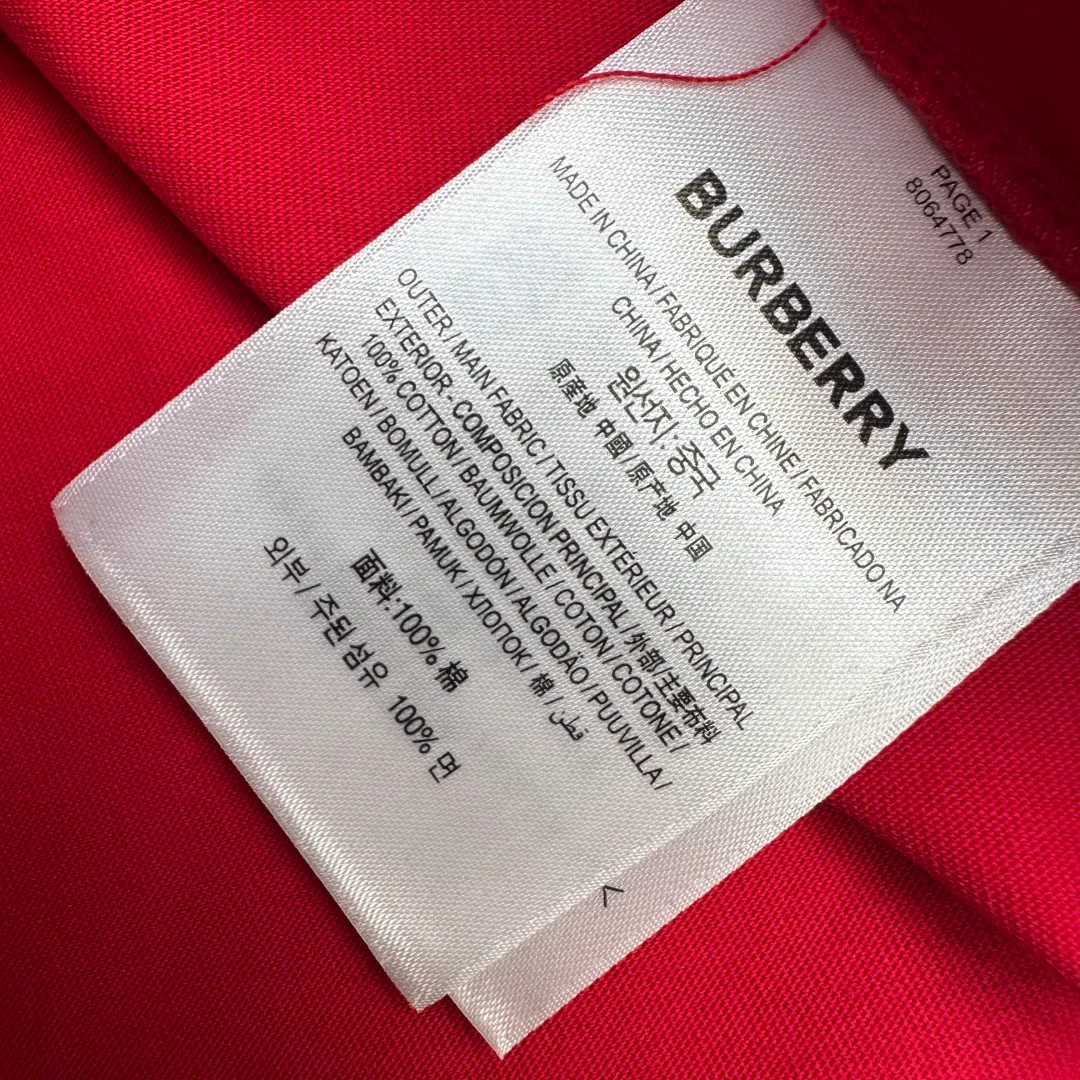 PAGE 1
8064778
BURBERRY
MADE IN CHINA / FABRIQUÉ EN CHINE / FABRICADO NA
CHINA / HECHO EN CHINA
원산지: 중국
原産地 中國 / 原产地 中国
OUTER / MAIN FABRIC / TISSU EXTÉRIEUR / PRINCIPAL
EXTERIOR - COMPOSICION PRINCIPAL / 外部/主要布料
100% COTTON / BAUMWOLLE / COTON / COTONE /
KATOEN / BOMULL / ALGODÓN / ALGODÃO / PUUVILLA /
BAMBAKI / PAMUK / ХЛОПОК / 棉 / قطن
面料:100% 棉
외부 / 주된 섬유 100% 면